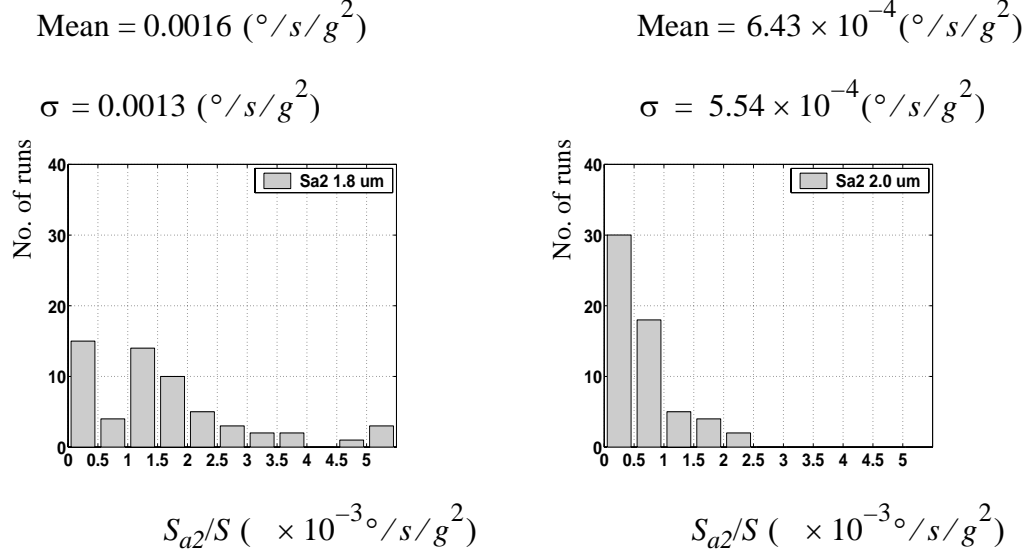 Mean = 0.0016 (°/s/g²)
σ = 0.0013 (°/s/g²)
No. of runs
40
30
20
10
0
Sa2 1.8 um
0 0.5 1 1.5 2 2.5 3 3.5 4 4.5 5
S_{a2}/S ( × 10⁻³°/s/g²)
Mean = 6.43 × 10⁻⁴(°/s/g²)
σ = 5.54 × 10⁻⁴(°/s/g²)
No. of runs
40
30
20
10
0
Sa2 2.0 um
0 0.5 1 1.5 2 2.5 3 3.5 4 4.5 5
S_{a2}/S ( × 10⁻³°/s/g²)